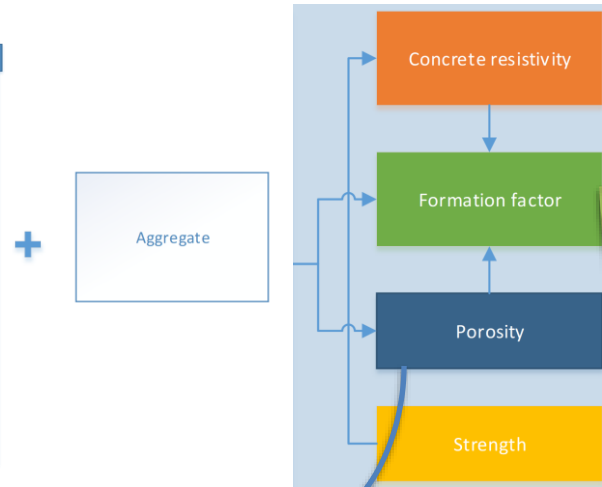 Concrete resistivity
Formation factor
+
Aggregate
Porosity
Strength